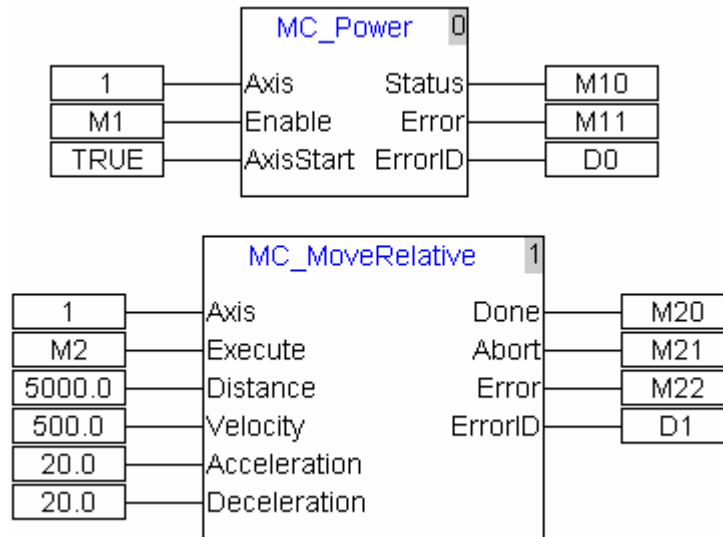 MC_Power 0
1 Axis Status M10
M1 Enable Error M11
TRUE AxisStart ErrorID D0
MC_MoveRelative 1
1 Axis Done M20
M2 Execute Abort M21
5000.0 Distance Error M22
500.0 Velocity ErrorID D1
20.0 Acceleration
20.0 Deceleration